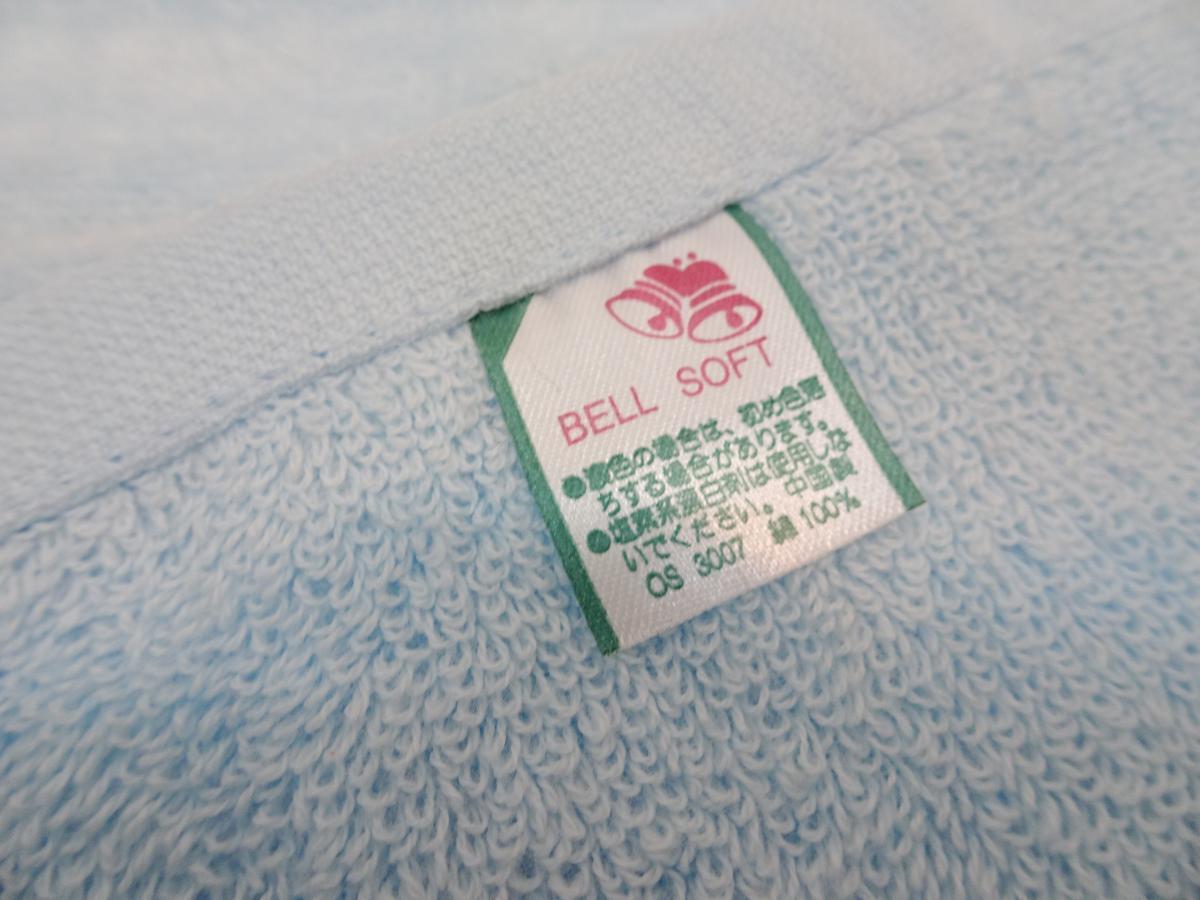 BELL SOFT
●濃色の場合は、初め色落
ちする場合があります。
●塩素系漂白剤は使用しな
いでください。 中国製
OS 3007 綿 100%